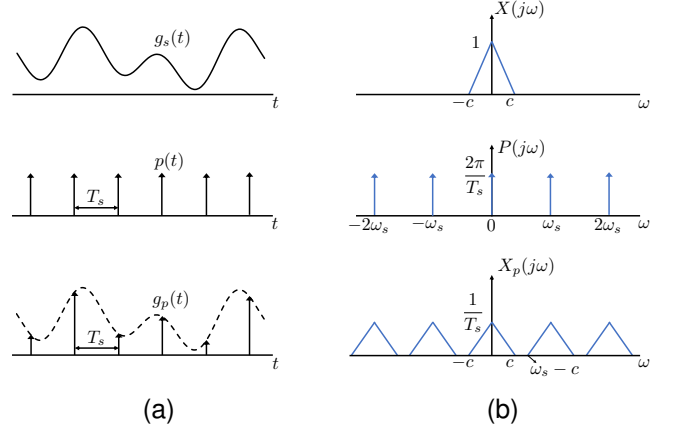 g_s(t)
t
p(t)
T_s
t
g_p(t)
T_s
t
(a)
X(jω)
1
−c c ω
P(jω)
2π
T_s
−2ω_s −ω_s 0 ω_s 2ω_s ω
X_p(jω)
1
T_s
−c c ω_s − c ω
(b)